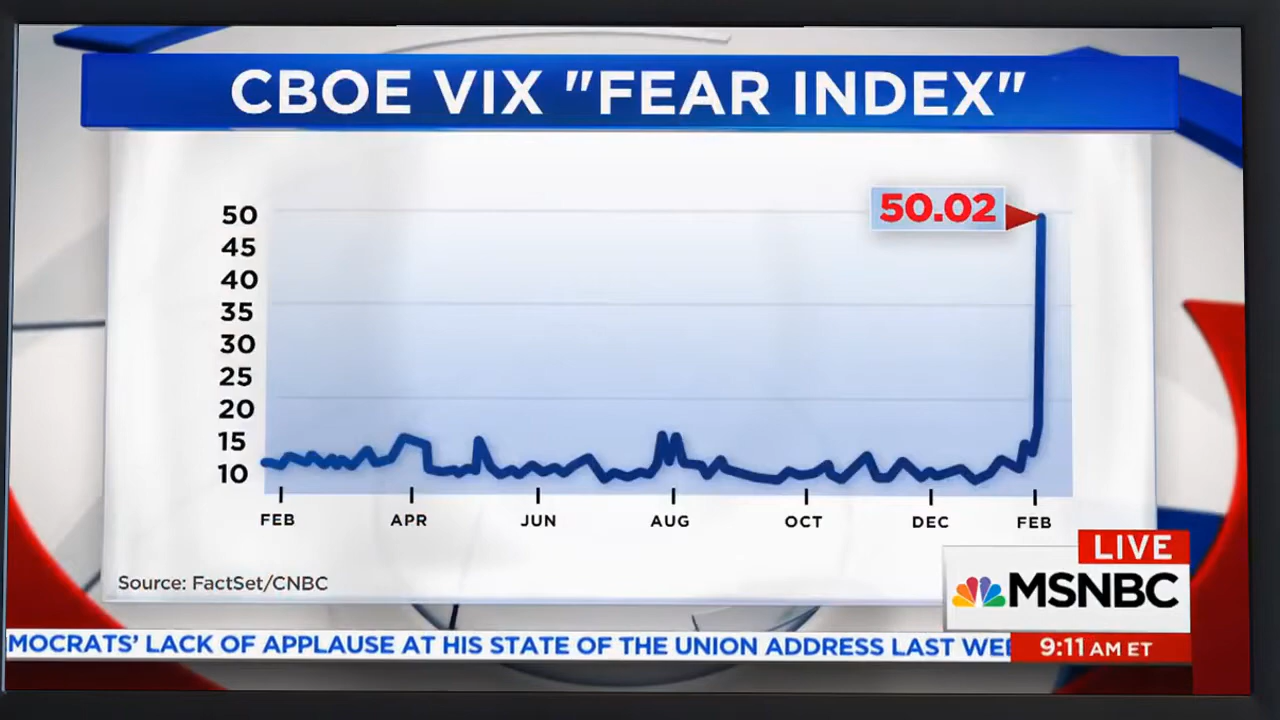 CBOE VIX "FEAR INDEX"
50.02
50
45
40
35
30
25
20
15
10
FEB APR JUN AUG OCT DEC FEB
Source: FactSet/CNBC
LIVE
MSNBC
MOCRATS' LACK OF APPLAUSE AT HIS STATE OF THE UNION ADDRESS LAST WEE
9:11 AM ET